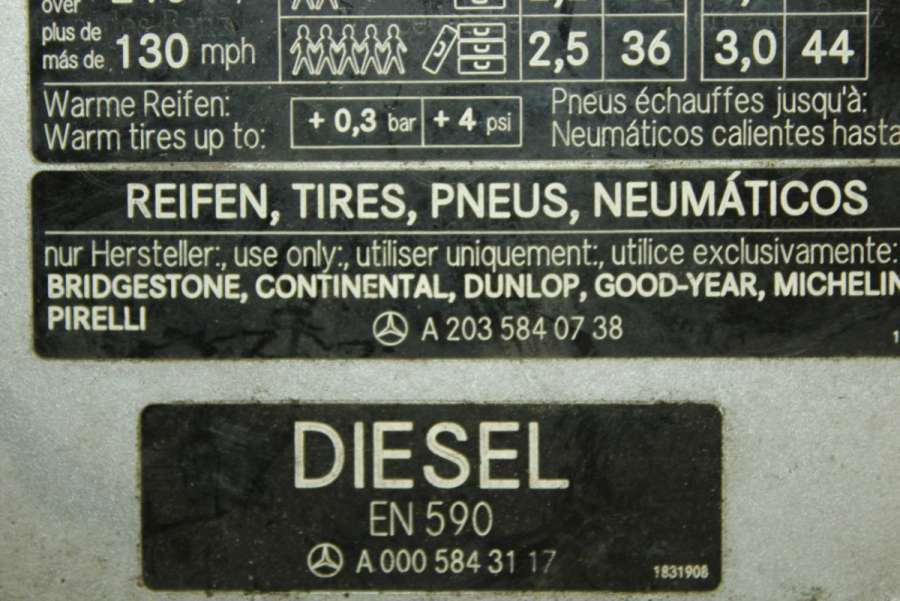 over
plus de
más de 130 mph 2,5 36 3,0 44
Warme Reifen: + 0,3 bar + 4 psi Pneus échauffes jusqu'à:
Warm tires up to: Neumáticos calientes hasta
REIFEN, TIRES, PNEUS, NEUMÁTICOS
nur Hersteller:, use only:, utiliser uniquement:, utilice exclusivamente:
BRIDGESTONE, CONTINENTAL, DUNLOP, GOOD-YEAR, MICHELIN
PIRELLI A 203 584 07 38
DIESEL
EN 590
A 000 584 31 17
1831908